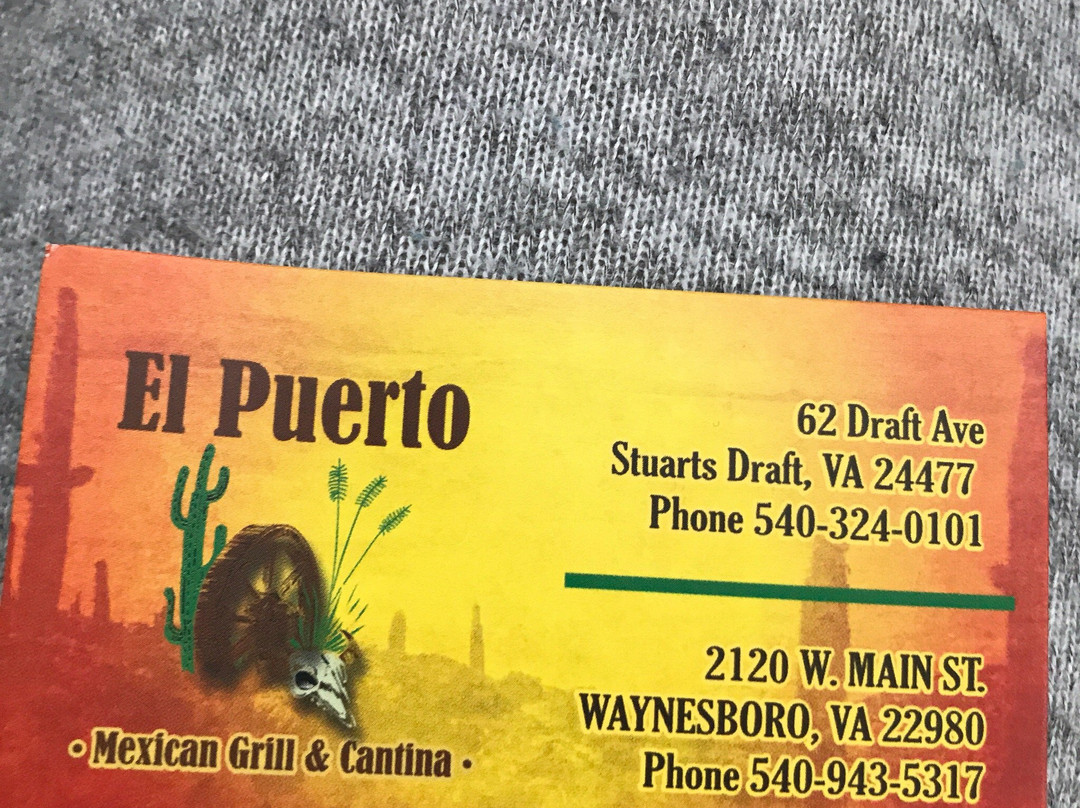 El Puerto
• Mexican Grill & Cantina •
62 Draft Ave
Stuarts Draft, VA 24477
Phone 540-324-0101
2120 W. MAIN ST.
WAYNESBORO, VA 22980
Phone 540-943-5317